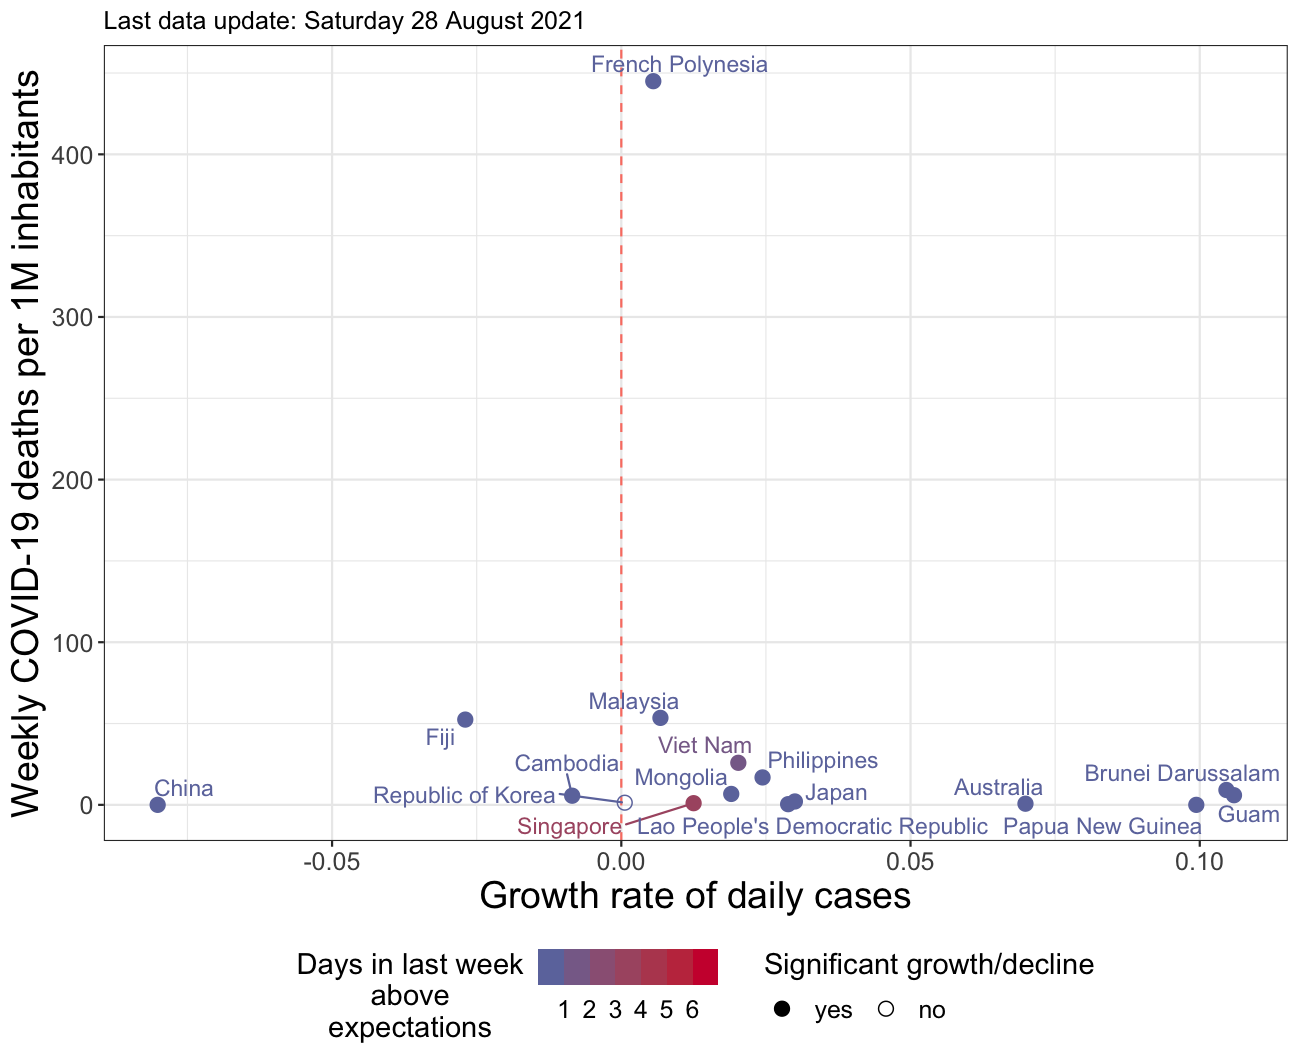 Last data update: Saturday 28 August 2021
Weekly COVID-19 deaths per 1M inhabitants
400
300
200
100
0
French Polynesia
Malaysia
Fiji
Viet Nam
Cambodia
Philippines
Mongolia
China
Republic of Korea
Japan
Australia
Brunei Darussalam
Guam
Singapore
Lao People's Democratic Republic
Papua New Guinea
-0.05
0.00
0.05
0.10
Growth rate of daily cases
Days in last week
above
expectations
1 2 3 4 5 6
Significant growth/decline
yes
no